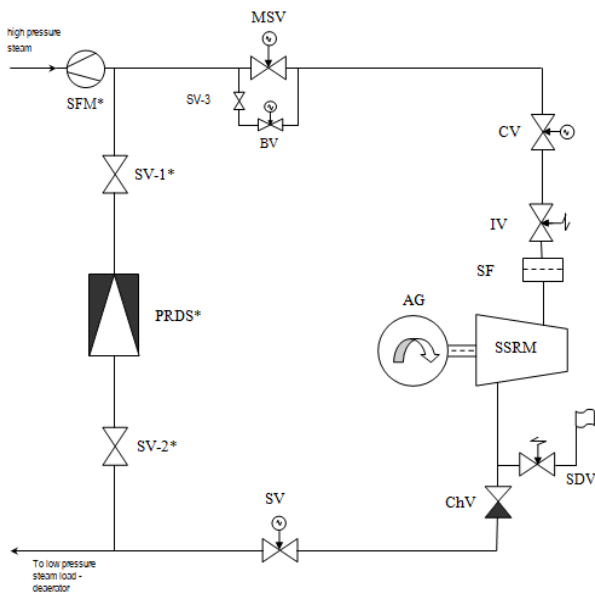 MSV
high pressure
steam
SFM*
SV-3
BV
CV
SV-1*
IV
SF
AG
PRDS*
SSRM
SV-2*
SDV
SV
ChV
To low pressure
steam load -
deaerator